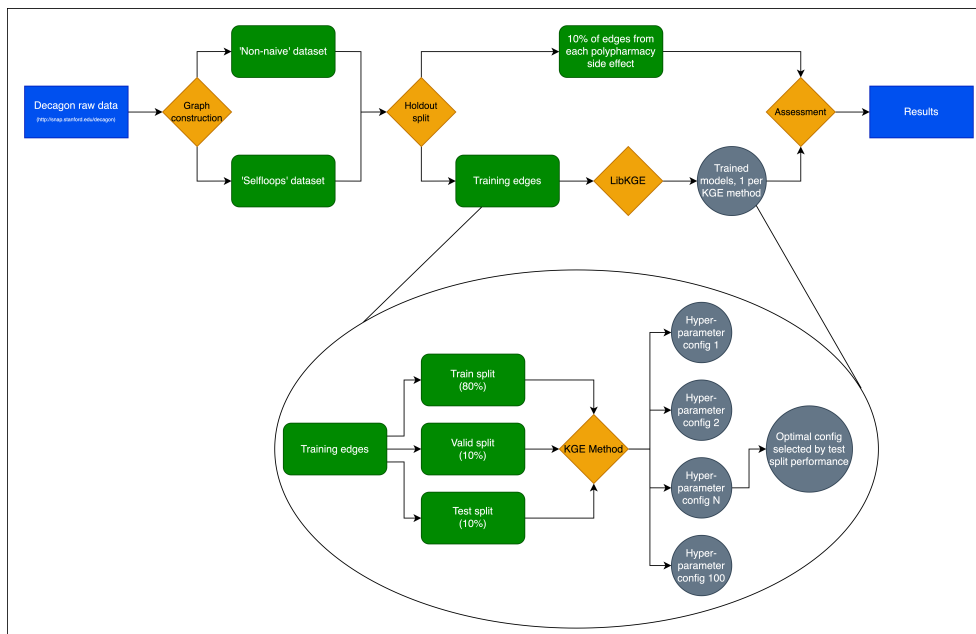 'Non-naive' dataset
10% of edges from
each polypharmacy
side effect
Decagon raw data
(http://snap.stanford.edu/decagon)
Graph
construction
Holdout
split
Assessment
Results
'Selfloops' dataset
Training edges
LibKGE
Trained
models, 1 per
KGE method
Hyper-
parameter
config 1
Train split
(80%)
Hyper-
parameter
config 2
Training edges
Valid split
(10%)
KGE Method
Optimal config
selected by test
split performance
Hyper-
parameter
config N
Test split
(10%)
Hyper-
parameter
config 100